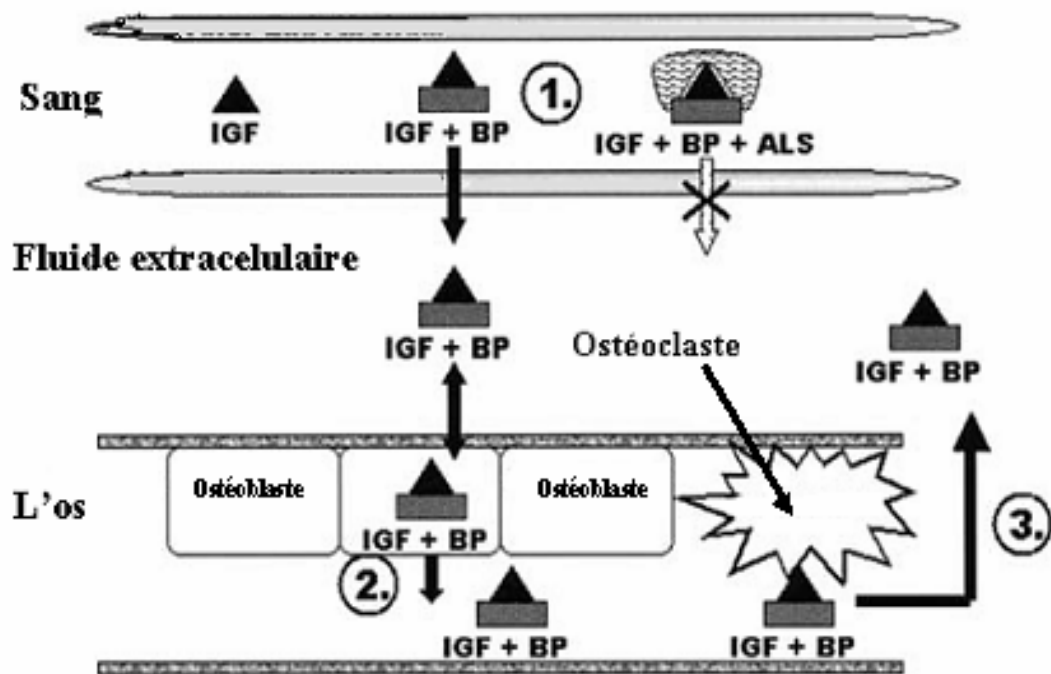 Sang
IGF
IGF + BP
1.
IGF + BP + ALS
Fluide extracelulaire
IGF + BP
Ostéoclaste
IGF + BP
L'os
Ostéoblaste
IGF + BP
Ostéoblaste
2.
3.
IGF + BP
IGF + BP